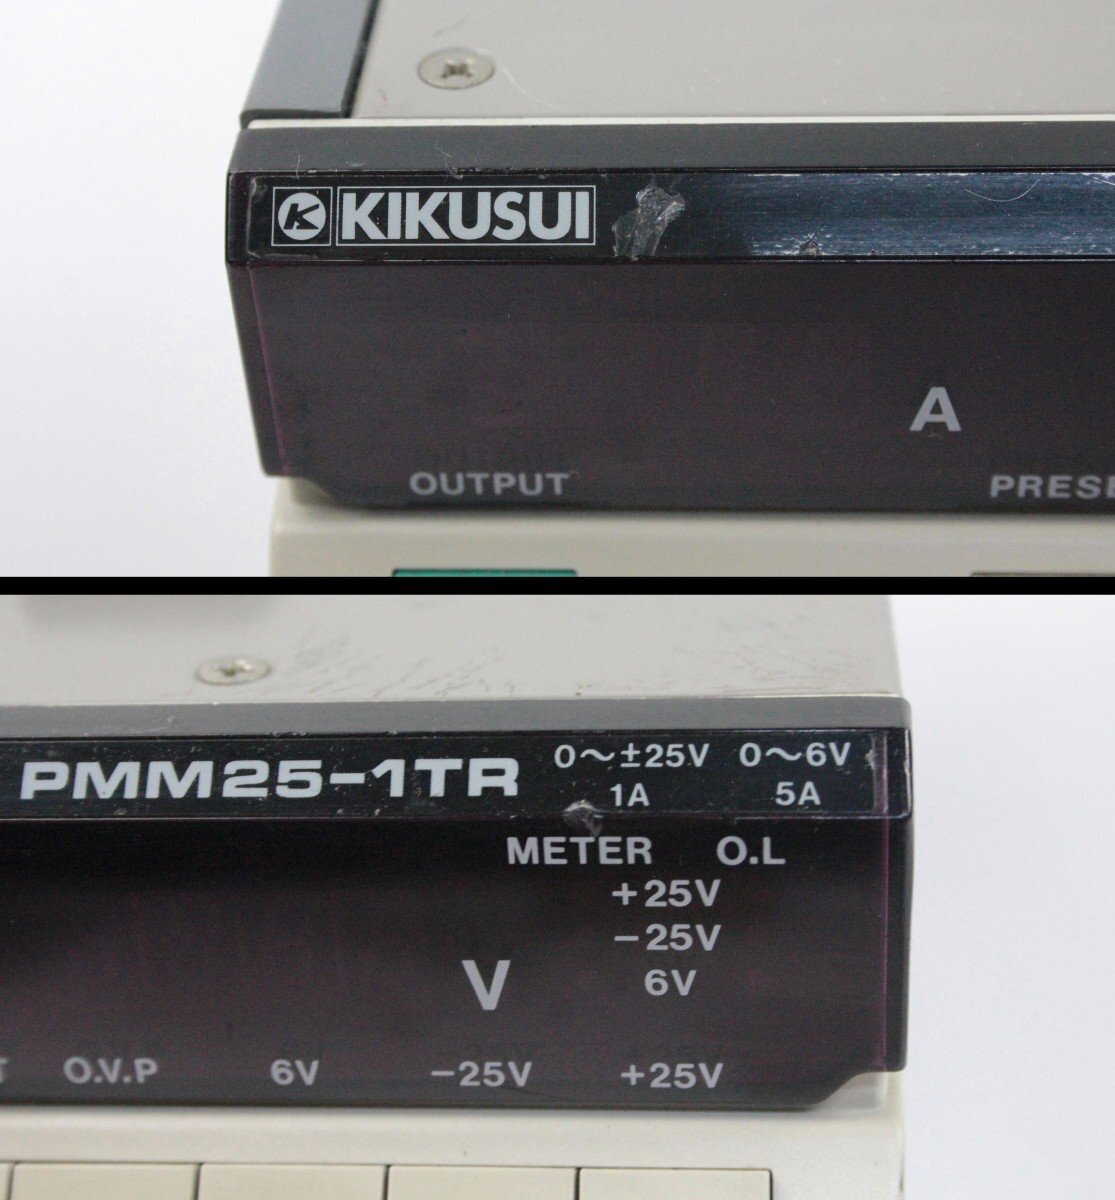 K KIKUSUI
A
OUTPUT PRESE
PMM25-1TR 0～±25V 0～6V
1A 5A
METER O.L
+25V
-25V
V 6V
T O.V.P 6V -25V +25V